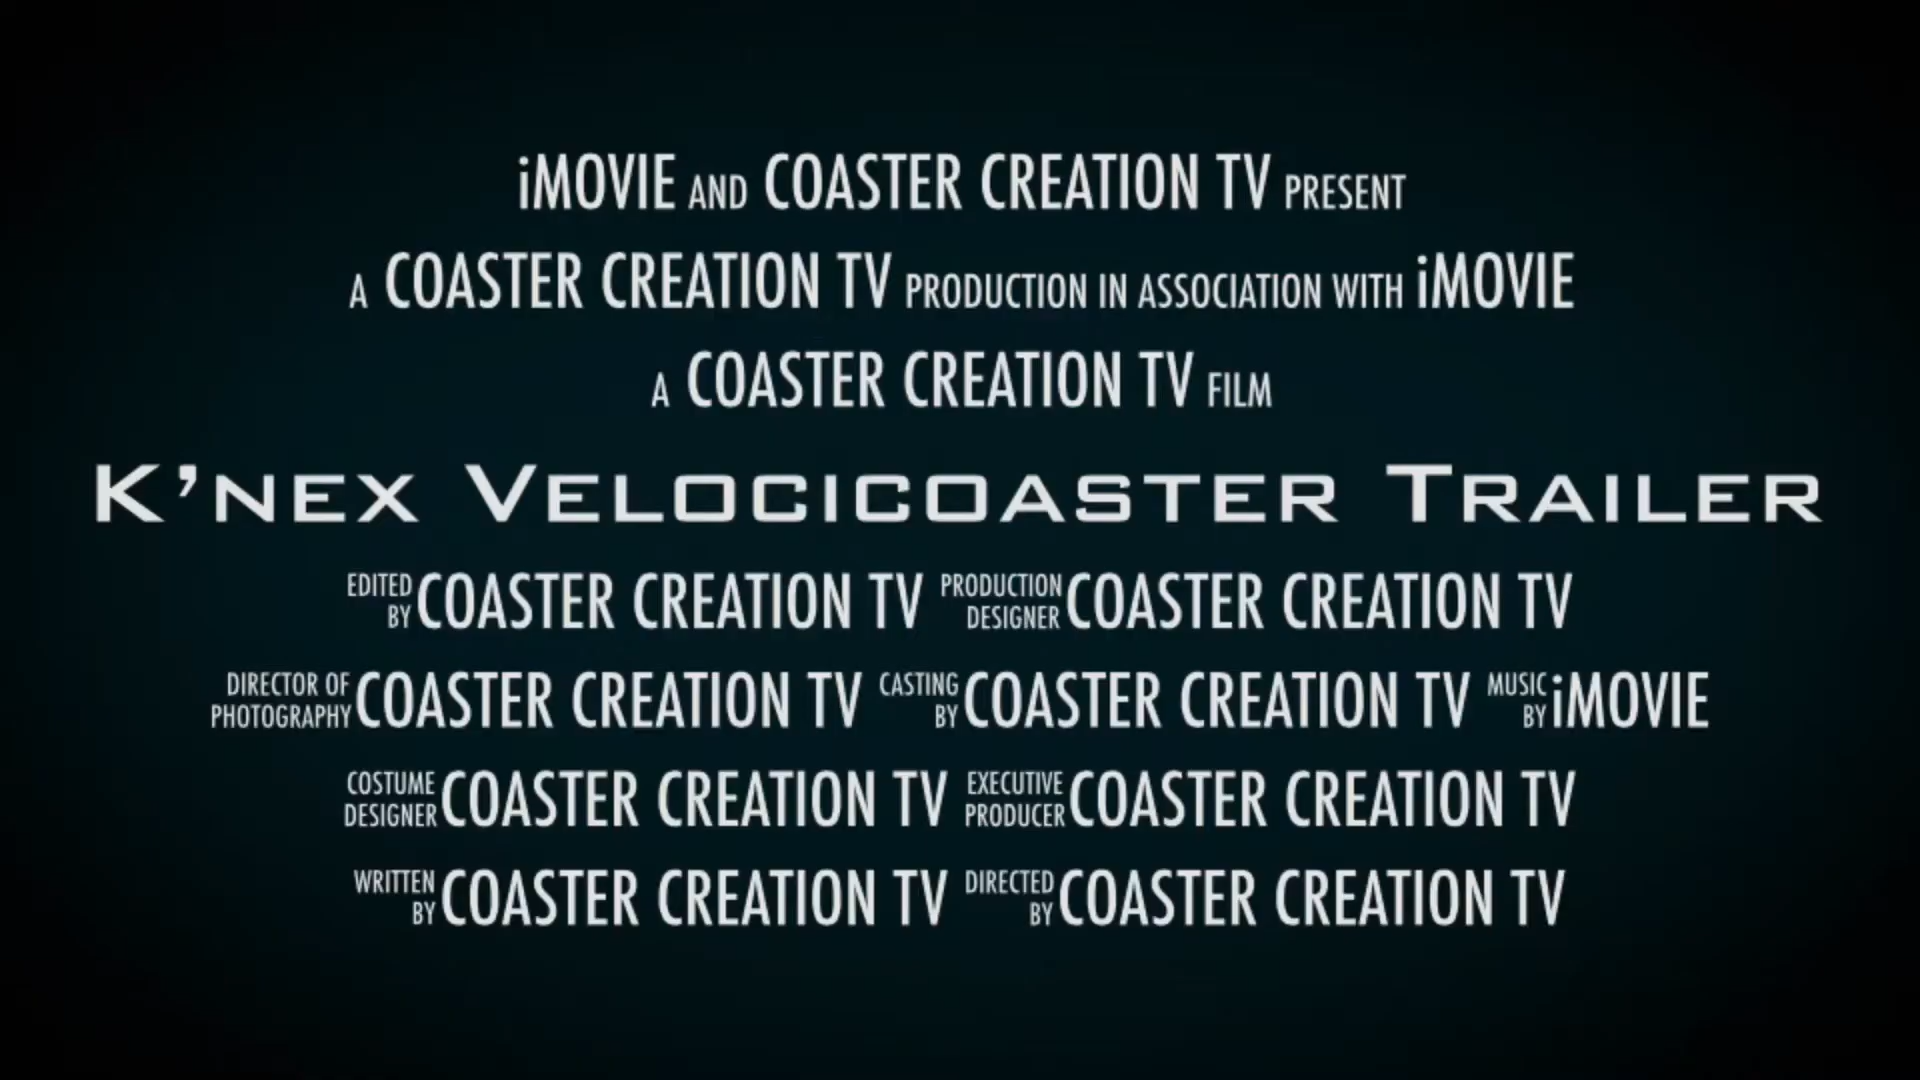 iMOVIE AND COASTER CREATION TV PRESENT
A COASTER CREATION TV PRODUCTION IN ASSOCIATION WITH iMOVIE
A COASTER CREATION TV FILM
K'NEX VELOCICOASTER TRAILER
EDITED BY COASTER CREATION TV PRODUCTION DESIGNER COASTER CREATION TV
DIRECTOR OF PHOTOGRAPHY COASTER CREATION TV CASTING BY COASTER CREATION TV MUSIC BY iMOVIE
COSTUME DESIGNER COASTER CREATION TV EXECUTIVE PRODUCER COASTER CREATION TV
WRITTEN BY COASTER CREATION TV DIRECTED BY COASTER CREATION TV